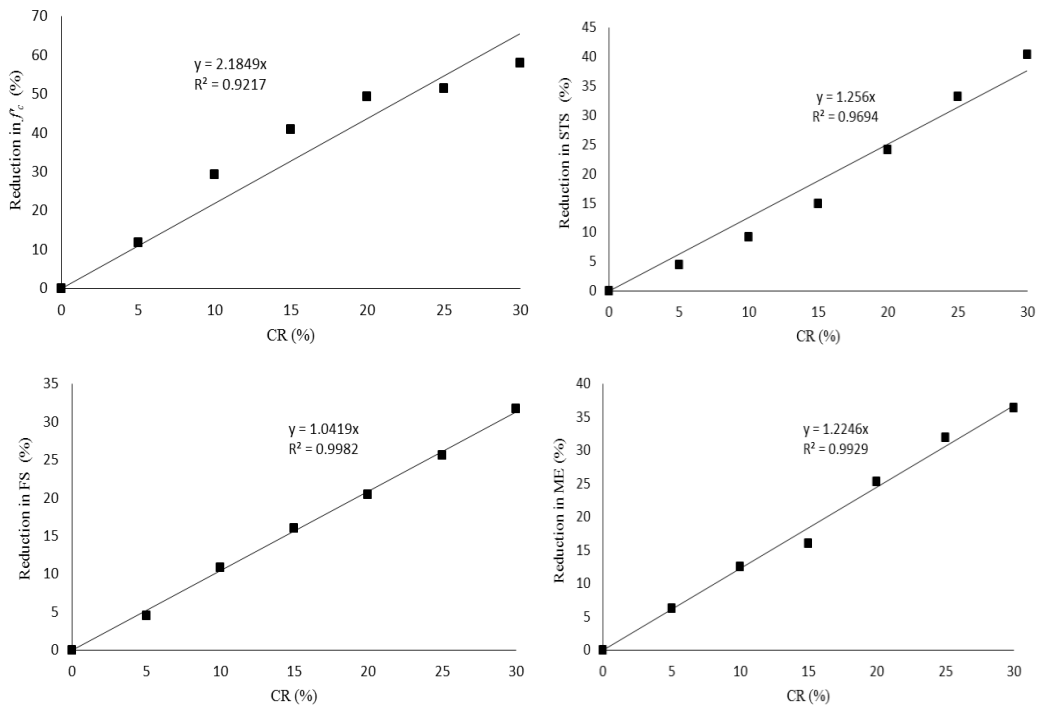 70
60
50
40
30
20
10
0
Reduction in f'c (%)
y = 2.1849x
R² = 0.9217
0 5 10 15 20 25 30
CR (%)
45
40
35
30
25
20
15
10
5
0
Reduction in STS (%)
y = 1.256x
R² = 0.9694
0 5 10 15 20 25 30
CR (%)
35
30
25
20
15
10
5
0
Reduction in FS (%)
y = 1.0419x
R² = 0.9982
0 5 10 15 20 25 30
CR (%)
40
35
30
25
20
15
10
5
0
Reduction in ME (%)
y = 1.2246x
R² = 0.9929
0 5 10 15 20 25 30
CR (%)